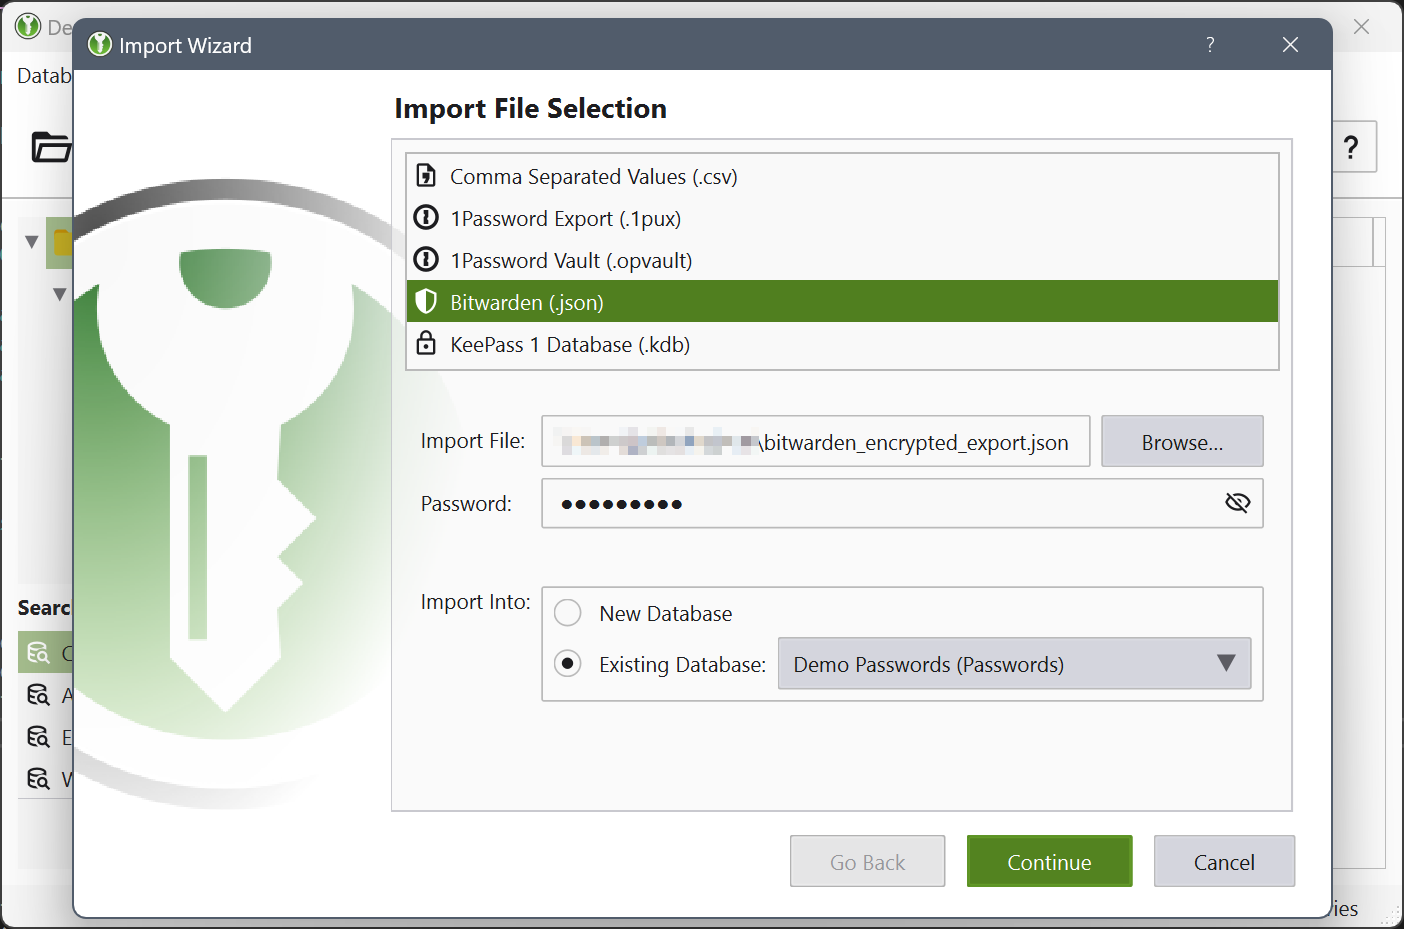 Import Wizard
?
Import File Selection
Comma Separated Values (.csv)
1Password Export (.1pux)
1Password Vault (.opvault)
Bitwarden (.json)
KeePass 1 Database (.kdb)
Import File:
\bitwarden_encrypted_export.json
Browse...
Password:
Import Into:
New Database
Existing Database:
Demo Passwords (Passwords)
Go Back
Continue
Cancel
De
Datab
?
Searc
C
A
E
ries